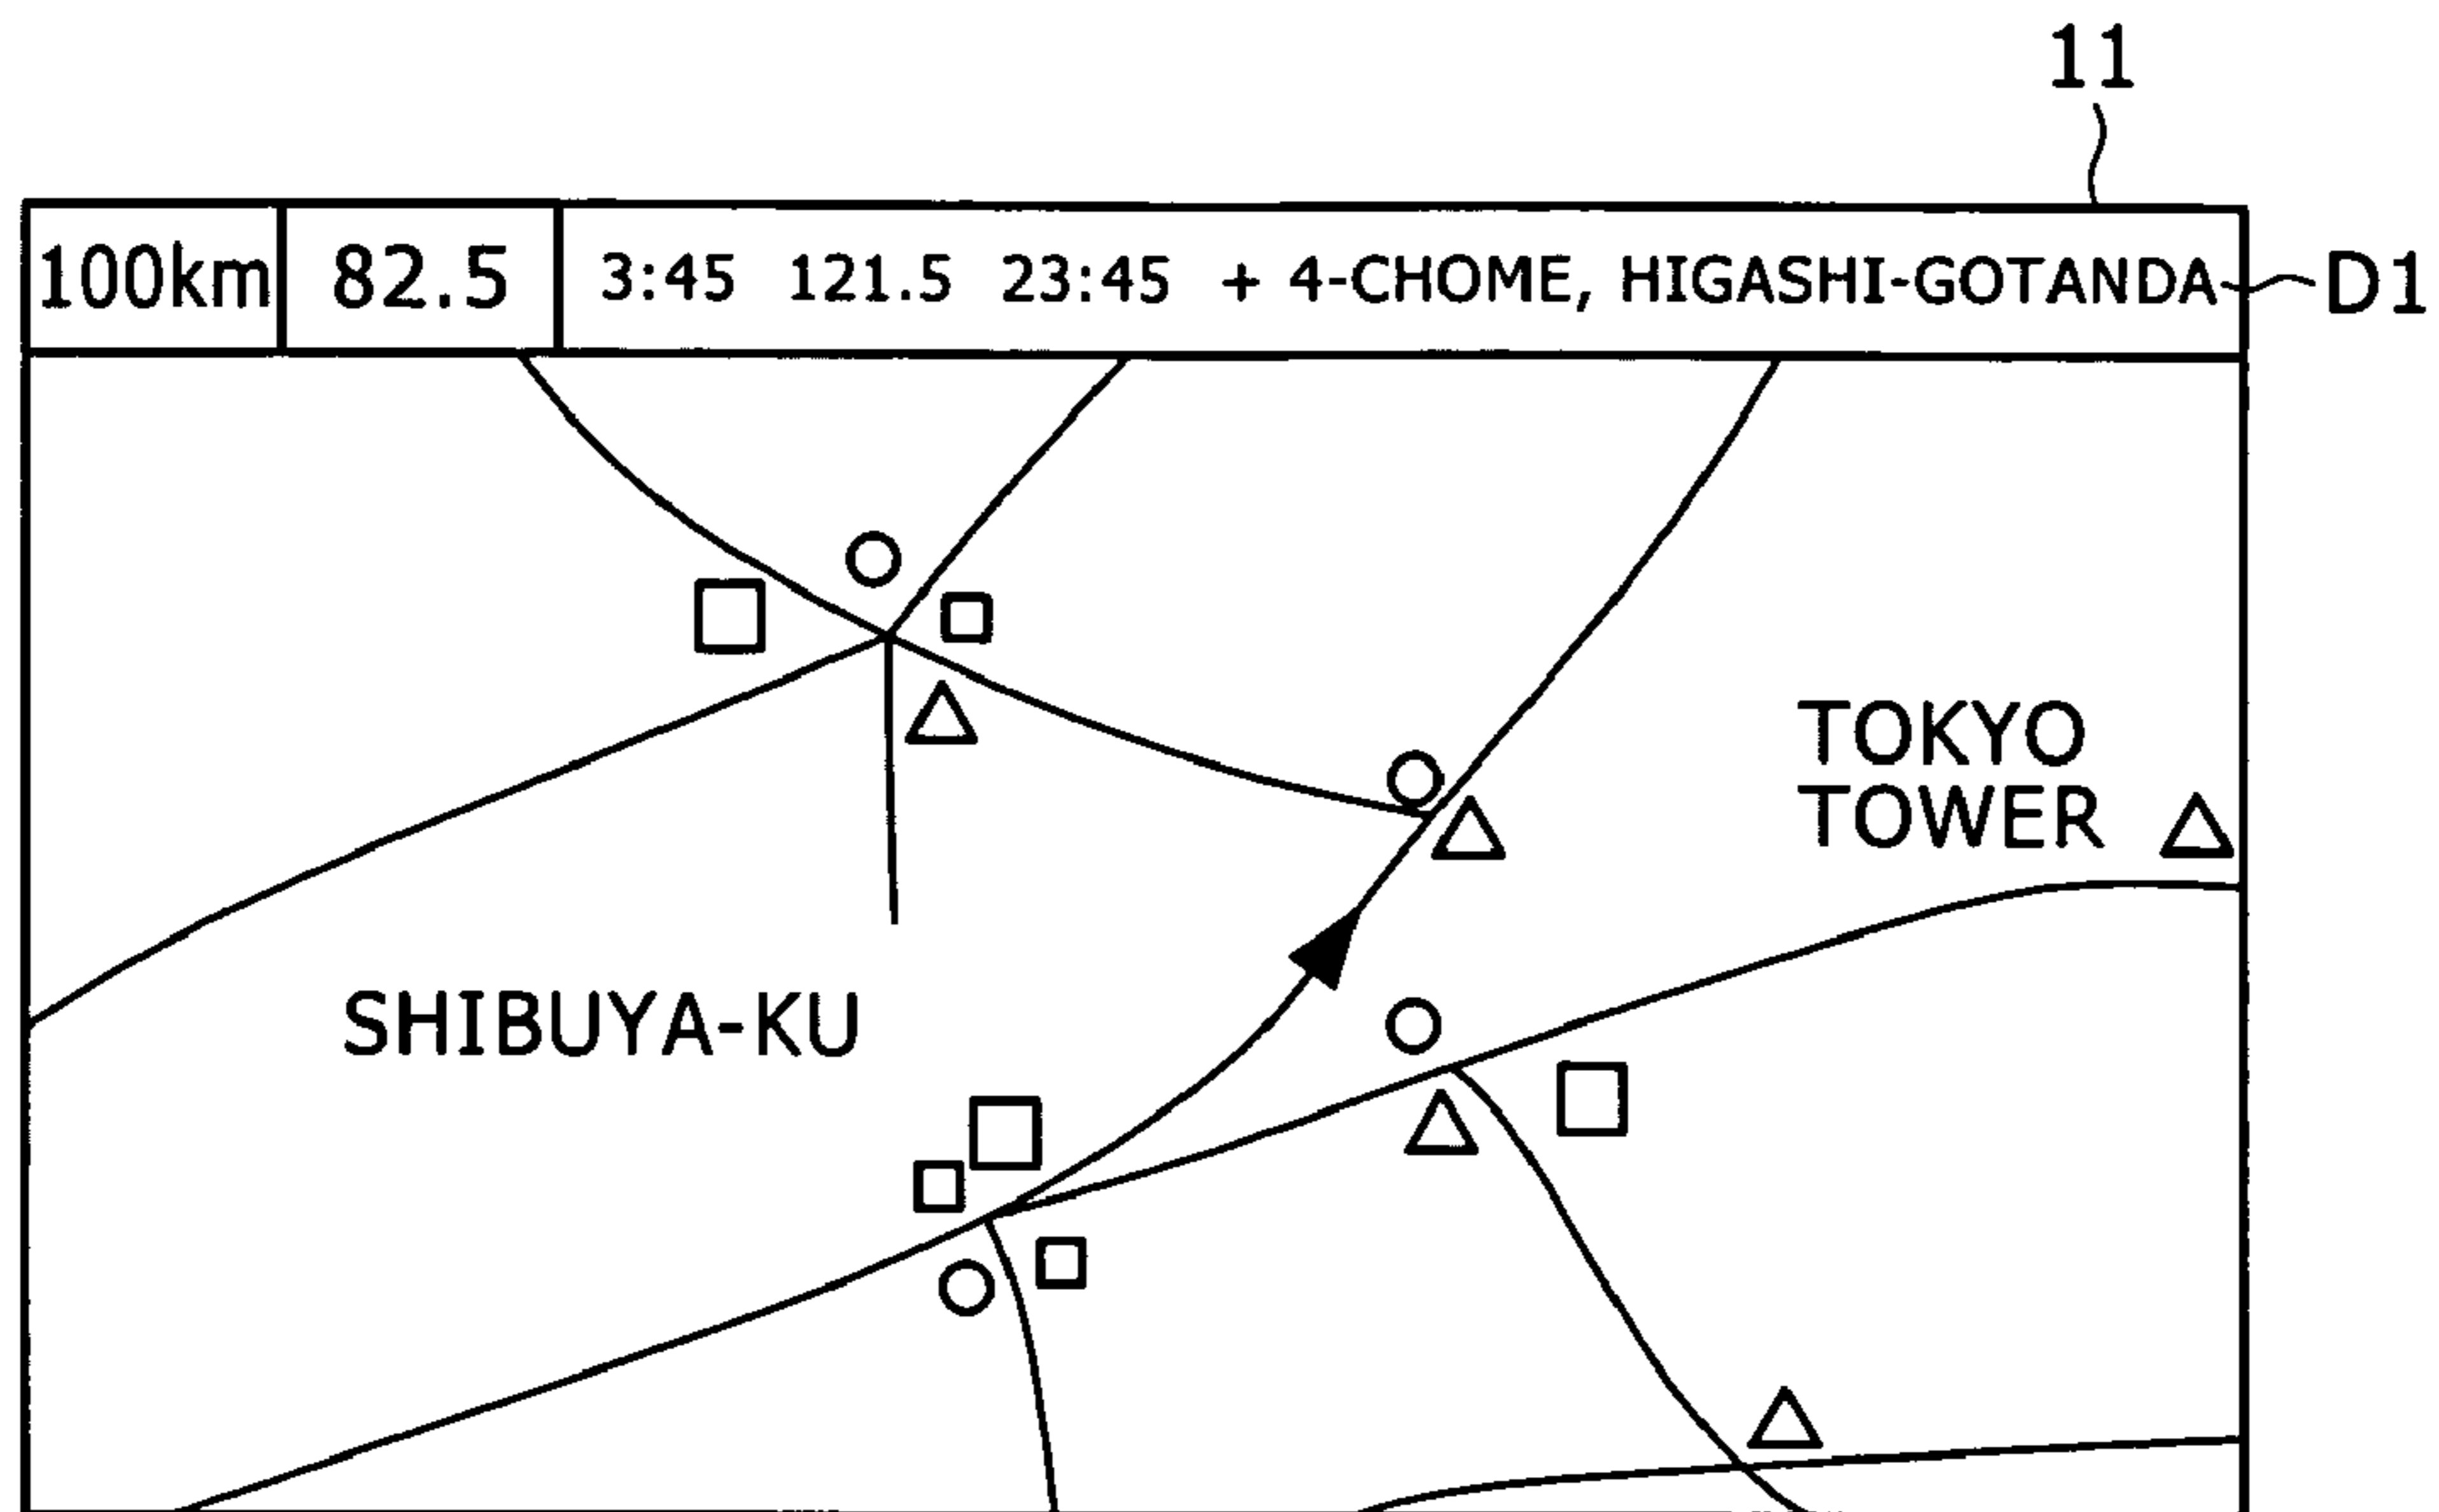 11
100km 82.5 3:45 121.5 23:45 + 4-CHOME, HIGASHI-GOTANDA D1
TOKYO
TOWER
SHIBUYA-KU